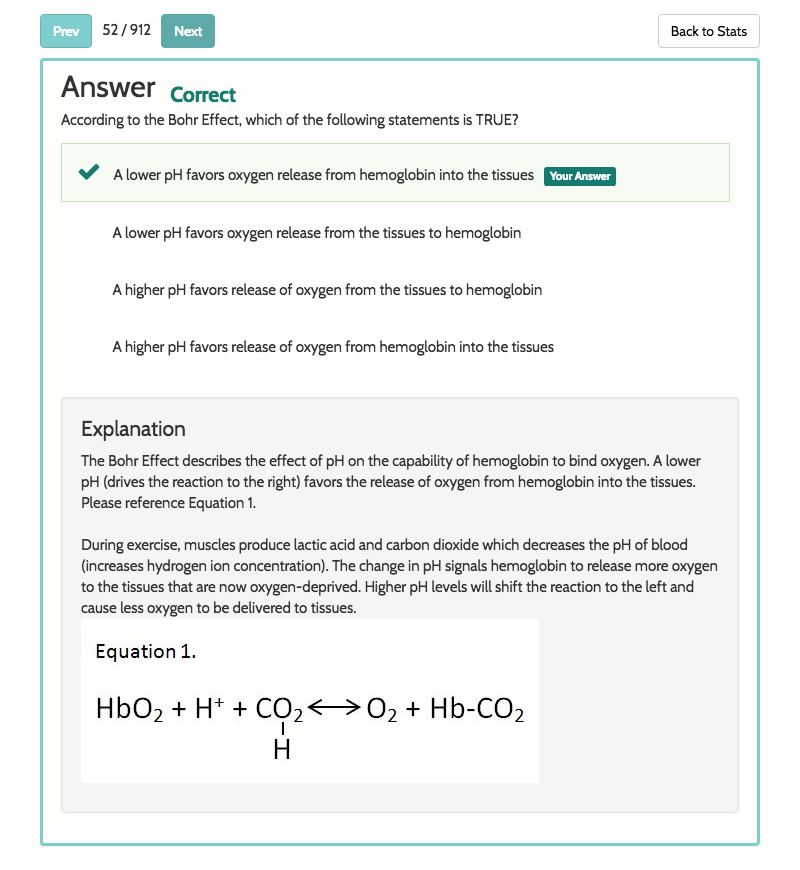 Prev 52 / 912 Next Back to Stats
Answer Correct
According to the Bohr Effect, which of the following statements is TRUE?
A lower pH favors oxygen release from hemoglobin into the tissues Your Answer
A lower pH favors oxygen release from the tissues to hemoglobin
A higher pH favors release of oxygen from the tissues to hemoglobin
A higher pH favors release of oxygen from hemoglobin into the tissues
Explanation
The Bohr Effect describes the effect of pH on the capability of hemoglobin to bind oxygen. A lower
pH (drives the reaction to the right) favors the release of oxygen from hemoglobin into the tissues.
Please reference Equation 1.
During exercise, muscles produce lactic acid and carbon dioxide which decreases the pH of blood
(increases hydrogen ion concentration). The change in pH signals hemoglobin to release more oxygen
to the tissues that are now oxygen-deprived. Higher pH levels will shift the reaction to the left and
cause less oxygen to be delivered to tissues.
Equation 1.
HbO₂ + H⁺ + CO₂ ⟷ O₂ + Hb-CO₂
H